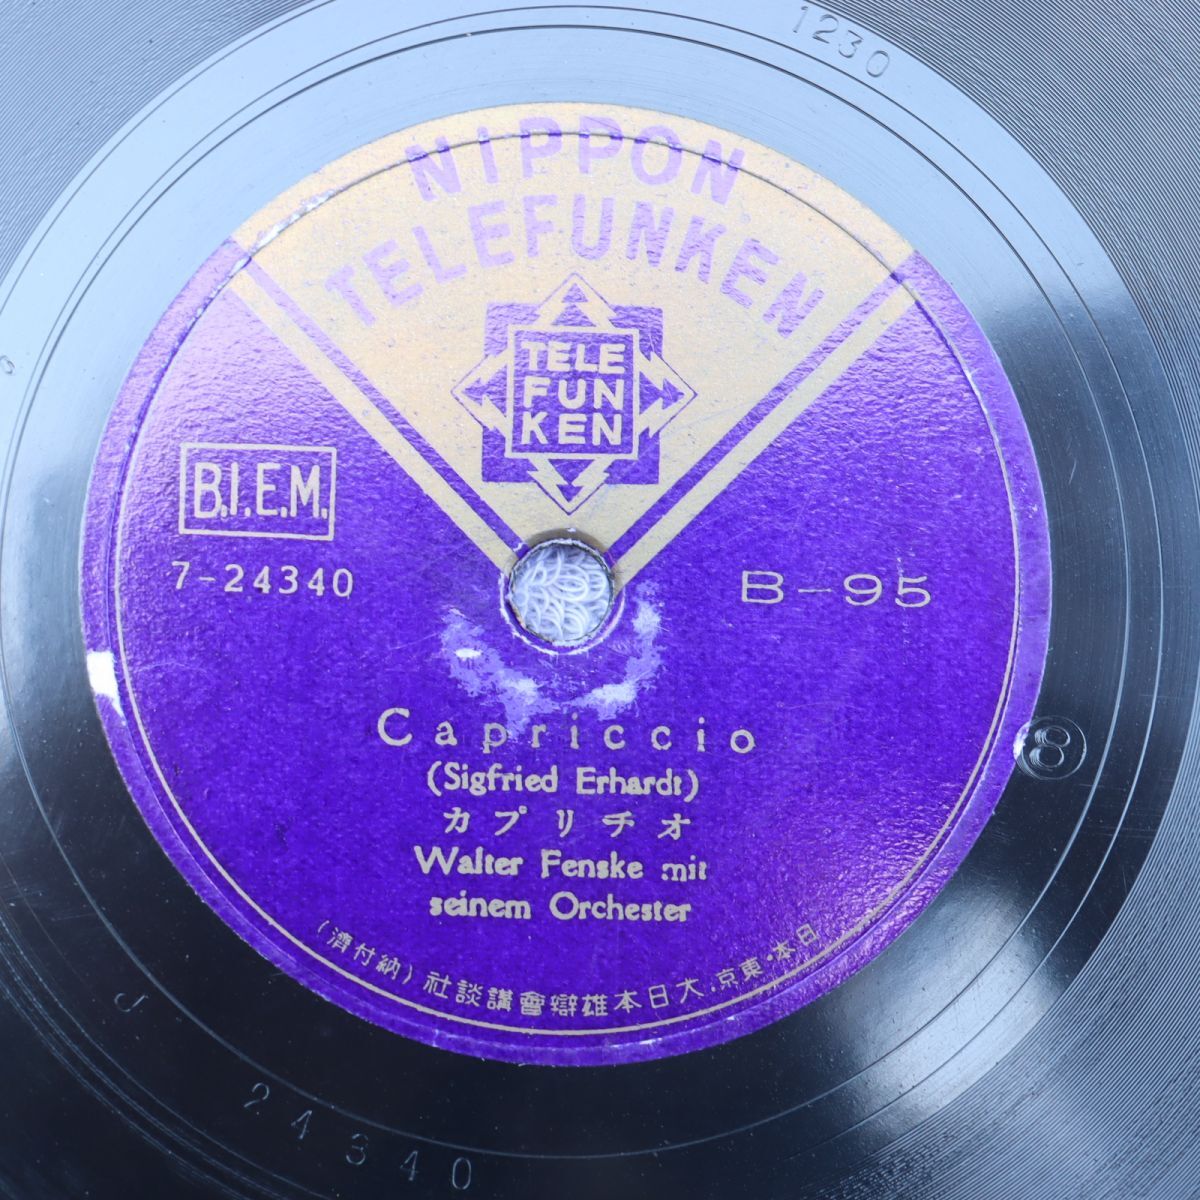 1230
NIPPON
TELEFUNKEN
TELE
FUN
KEN
B.I.E.M.
7-24340
B-95
8
Capriccio
(Sigfried Erhardt)
カプリチオ
Walter Fenske mit
seinem Orchester
(濟付納) 社談講會辯雄本日大.京東・本日
J 24340